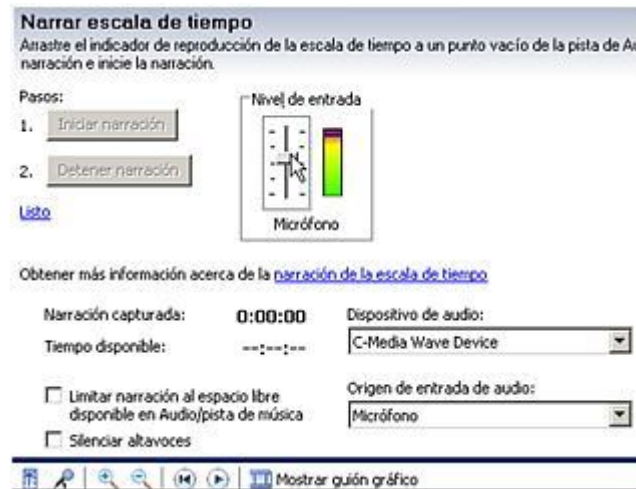 Narrar escala de tiempo
Arrastre el indicador de reproducción de la escala de tiempo a un punto vacío de la pista de Au
narración e inicie la narración.
Pasos:
1. Iniciar narración
2. Detener narración
Listo
Nivel de entrada
Micrófono
Obtener más información acerca de la narración de la escala de tiempo
Narración capturada: 0:00:00
Tiempo disponible: --:--:--
Dispositivo de audio:
C-Media Wave Device
Limitar narración al espacio libre
disponible en Audio/pista de música
Silenciar altavoces
Origen de entrada de audio:
Micrófono
Mostrar guión gráfico